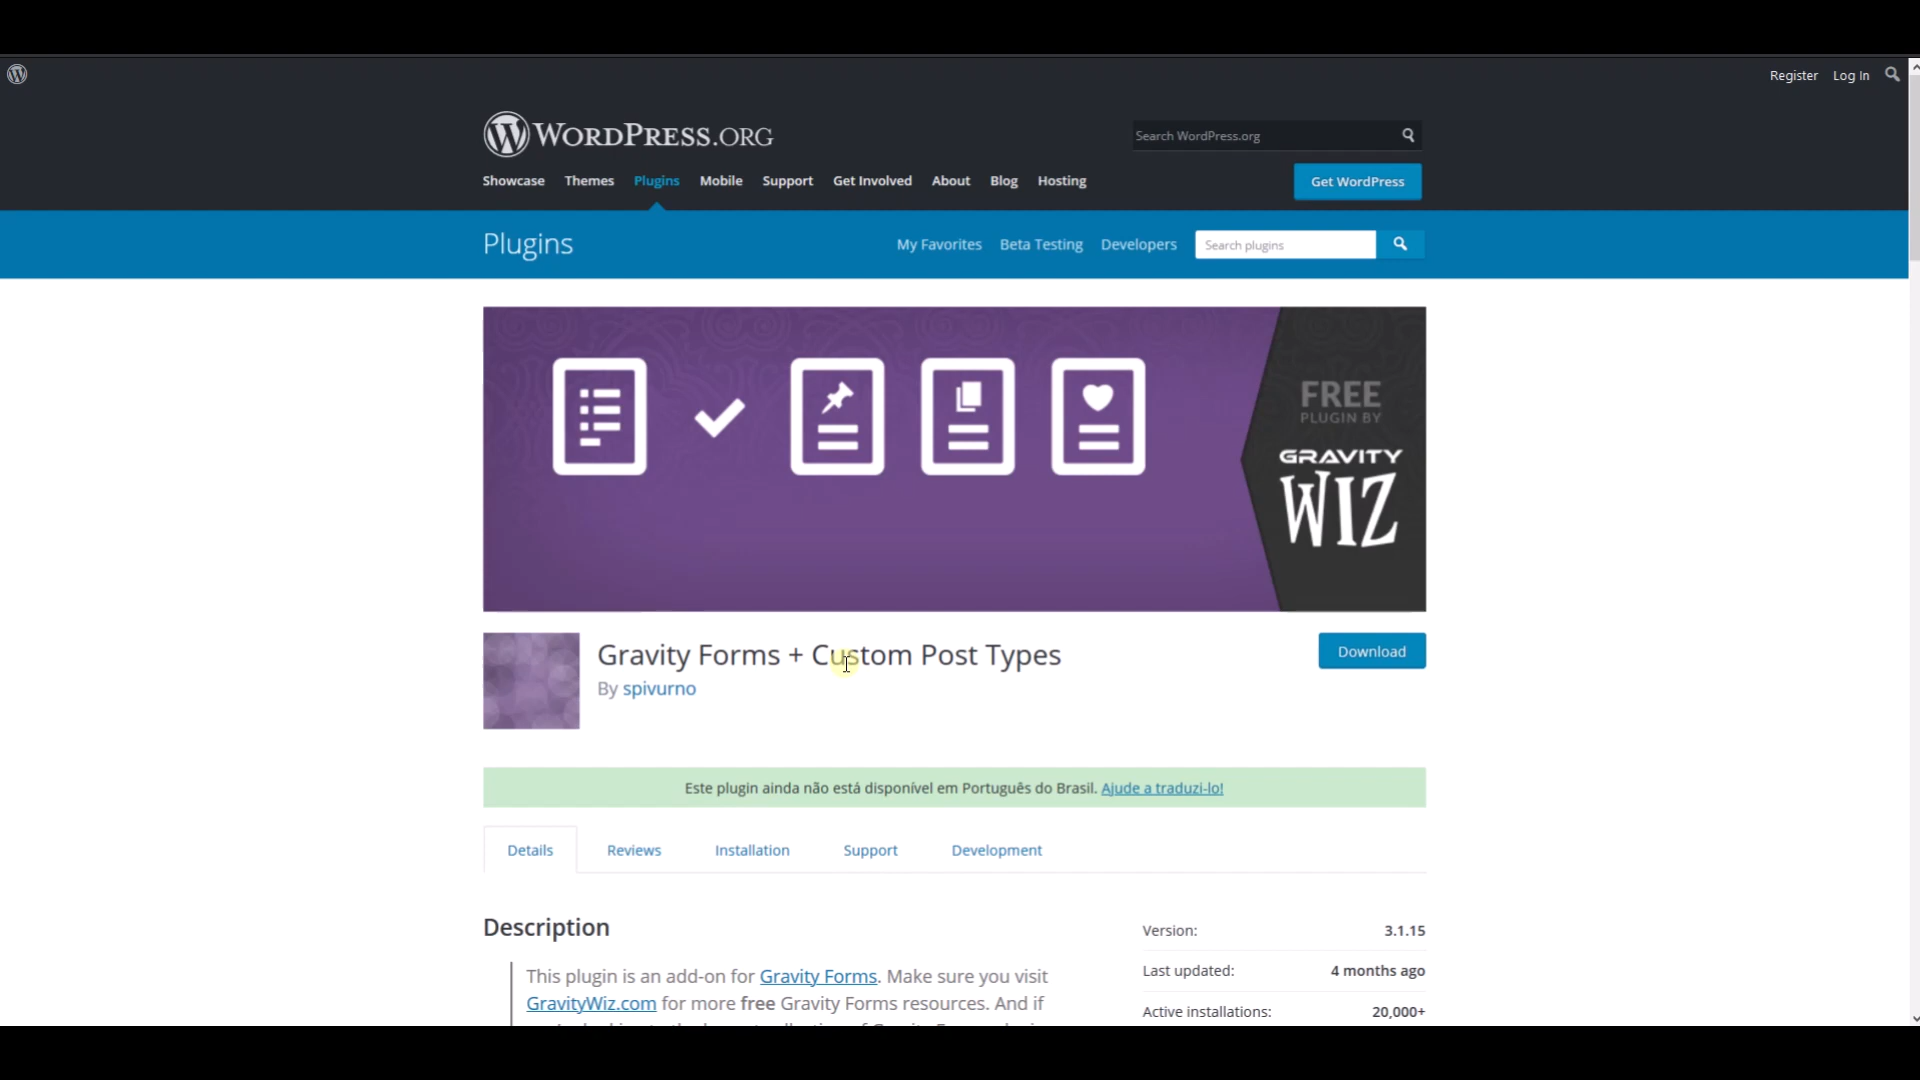 Register Log In
WORDPRESS.ORG
Search WordPress.org
Showcase Themes Plugins Mobile Support Get Involved About Blog Hosting
Get WordPress
Plugins
My Favorites Beta Testing Developers
Search plugins
FREE
PLUGIN BY
GRAVITY
WIZ
Gravity Forms + Custom Post Types
Download
By spivurno
Este plugin ainda não está disponível em Português do Brasil. Ajude a traduzi-lo!
Details Reviews Installation Support Development
Description
This plugin is an add-on for Gravity Forms. Make sure you visit
GravityWiz.com for more free Gravity Forms resources. And if
Version: 3.1.15
Last updated: 4 months ago
Active installations: 20,000+